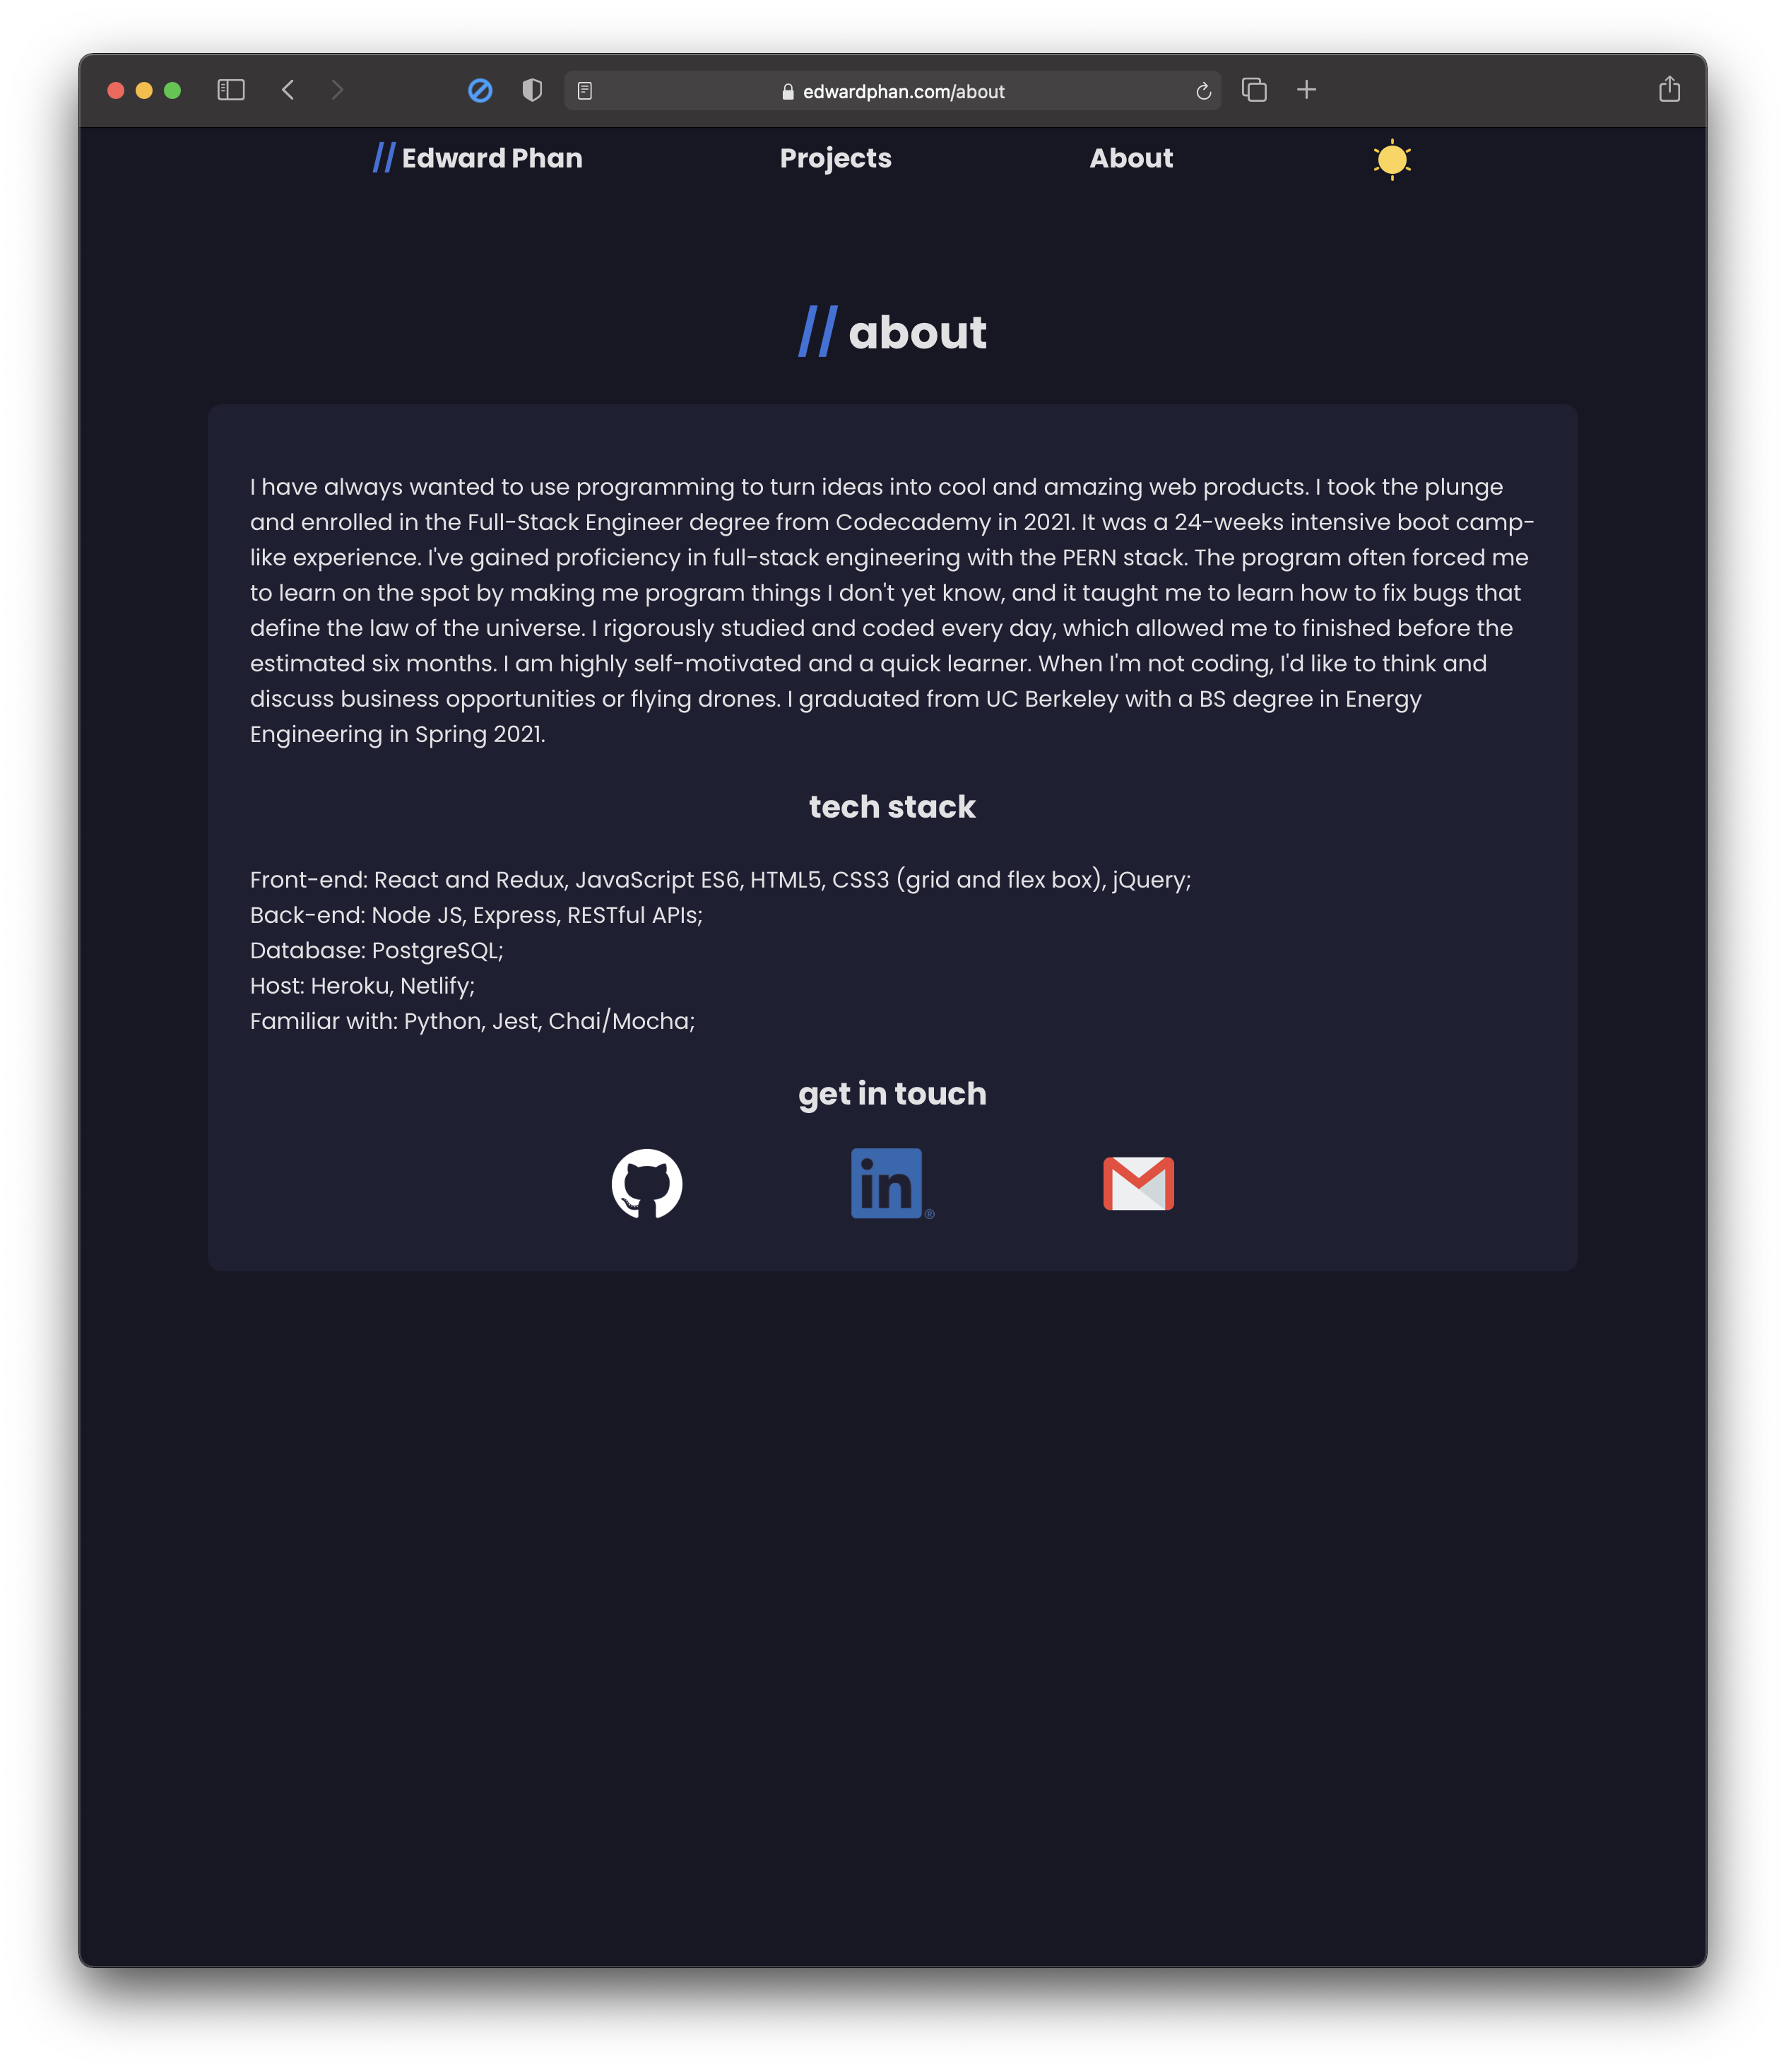 edwardphan.com/about
// Edward Phan
Projects
About
// about
I have always wanted to use programming to turn ideas into cool and amazing web products. I took the plunge
and enrolled in the Full-Stack Engineer degree from Codecademy in 2021. It was a 24-weeks intensive boot camp-
like experience. I've gained proficiency in full-stack engineering with the PERN stack. The program often forced me
to learn on the spot by making me program things I don't yet know, and it taught me to learn how to fix bugs that
define the law of the universe. I rigorously studied and coded every day, which allowed me to finished before the
estimated six months. I am highly self-motivated and a quick learner. When I'm not coding, I'd like to think and
discuss business opportunities or flying drones. I graduated from UC Berkeley with a BS degree in Energy
Engineering in Spring 2021.
tech stack
Front-end: React and Redux, JavaScript ES6, HTML5, CSS3 (grid and flex box), jQuery;
Back-end: Node JS, Express, RESTful APIs;
Database: PostgreSQL;
Host: Heroku, Netlify;
Familiar with: Python, Jest, Chai/Mocha;
get in touch
in®